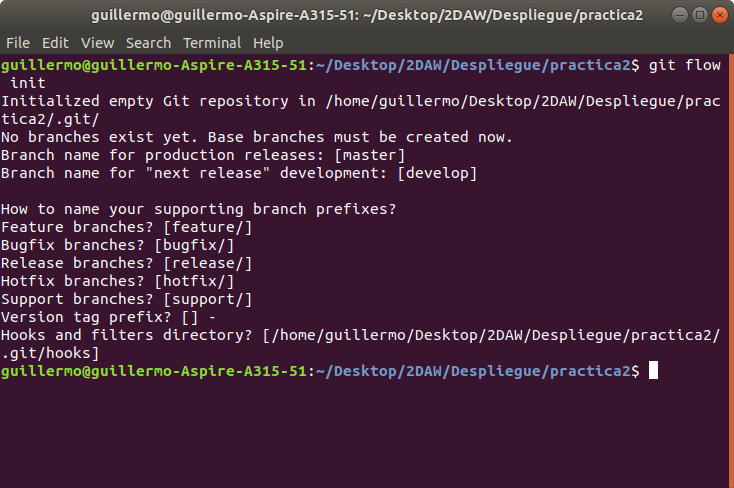 guillermo@guillermo-Aspire-A315-51: ~/Desktop/2DAW/Despliegue/practica2
File Edit View Search Terminal Help
guillermo@guillermo-Aspire-A315-51:~/Desktop/2DAW/Despliegue/practica2$ git flow
 init
Initialized empty Git repository in /home/guillermo/Desktop/2DAW/Despliegue/prac
tica2/.git/
No branches exist yet. Base branches must be created now.
Branch name for production releases: [master]
Branch name for "next release" development: [develop]

How to name your supporting branch prefixes?
Feature branches? [feature/]
Bugfix branches? [bugfix/]
Release branches? [release/]
Hotfix branches? [hotfix/]
Support branches? [support/]
Version tag prefix? [] -
Hooks and filters directory? [/home/guillermo/Desktop/2DAW/Despliegue/practica2/
.git/hooks]
guillermo@guillermo-Aspire-A315-51:~/Desktop/2DAW/Despliegue/practica2$